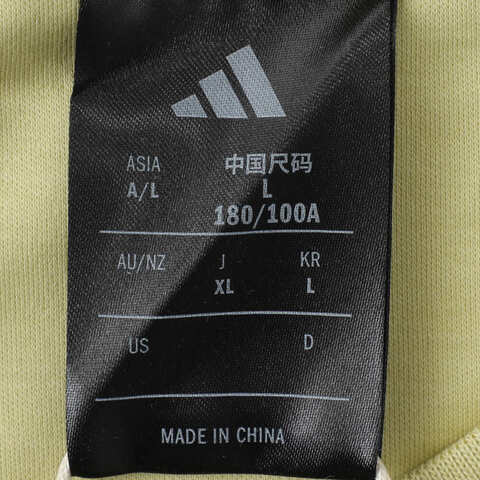 ASIA 中国尺码
A/L L
180/100A
AU/NZ J KR
XL L
US D
MADE IN CHINA